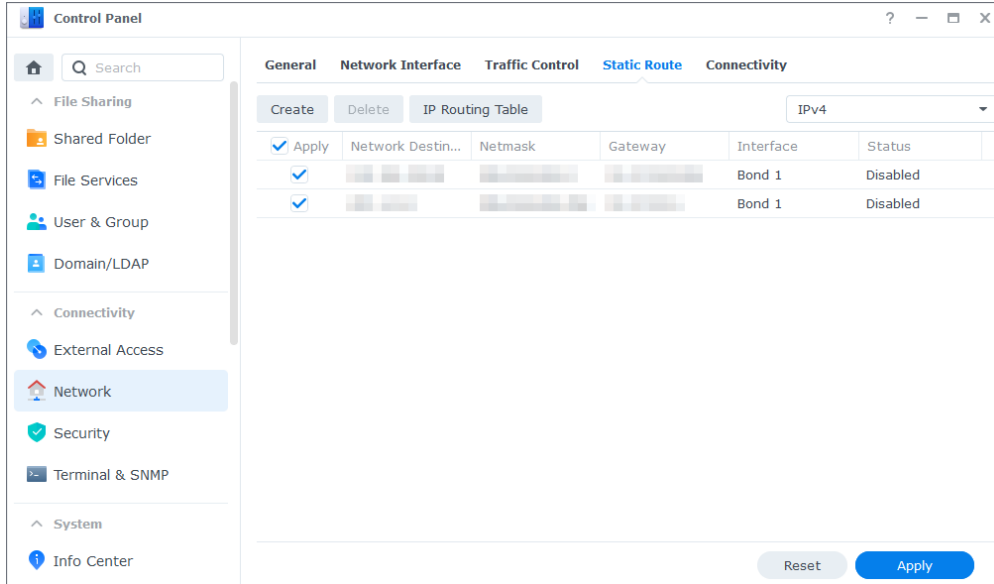 Control Panel
?
Search
File Sharing
Shared Folder
File Services
User & Group
Domain/LDAP
Connectivity
External Access
Network
Security
Terminal & SNMP
System
Info Center
General Network Interface Traffic Control Static Route Connectivity
Create Delete IP Routing Table IPv4
Apply Network Destin... Netmask Gateway Interface Status
Bond 1 Disabled
Bond 1 Disabled
Reset Apply